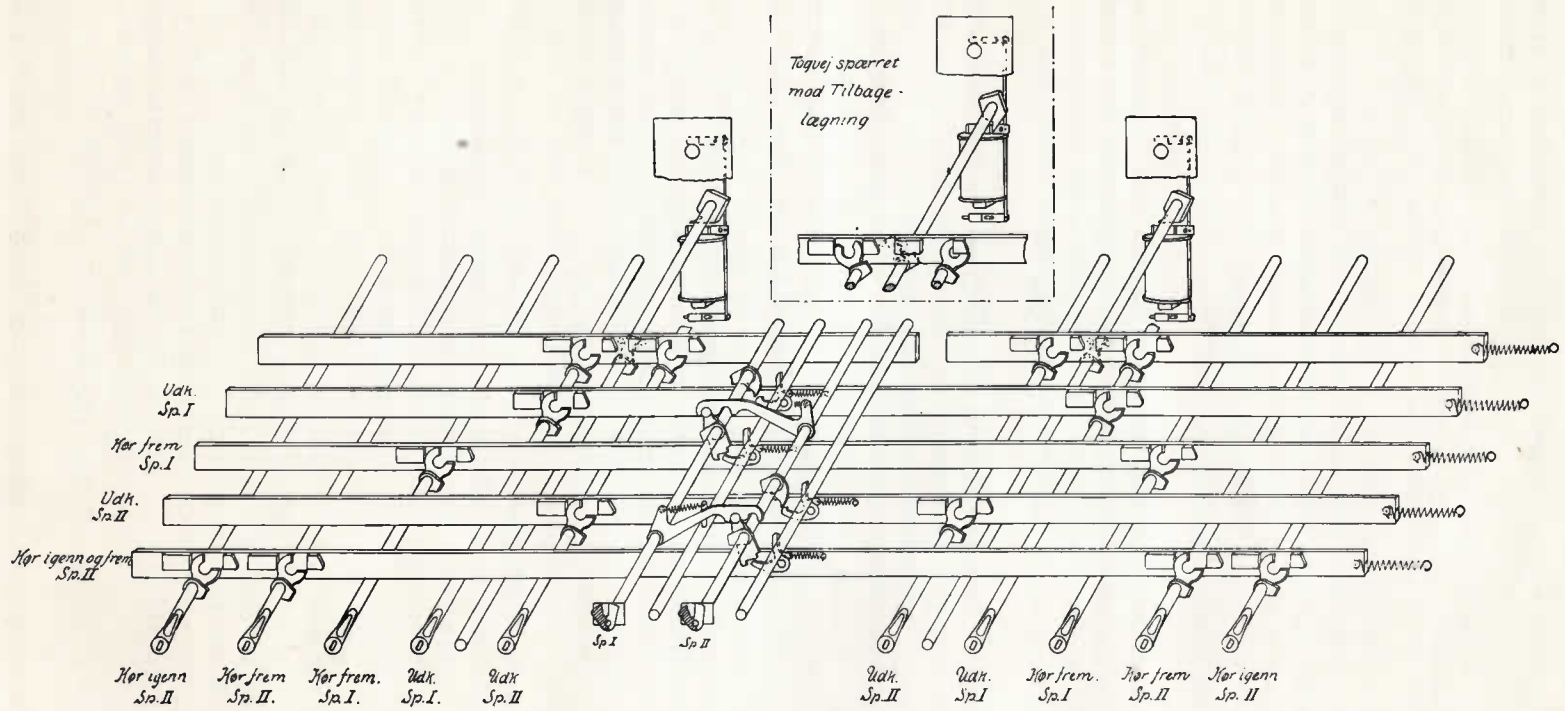 Togvej spærret
mod Tilbage-
lægning
Udk.
Sp. I
Kør frem
Sp. I
Udk.
Sp. II
Kør igenn og frem
Sp. II
Sp I
Sp II
Kør igenn
Sp. II
Kør frem
Sp. II.
Kør frem.
Sp. I.
Udk.
Sp. I.
Udk
Sp. II
Udk.
Sp. II
Udk.
Sp. I
Kør frem.
Sp. I
Kør frem
Sp. II
Kør igenn
Sp. II